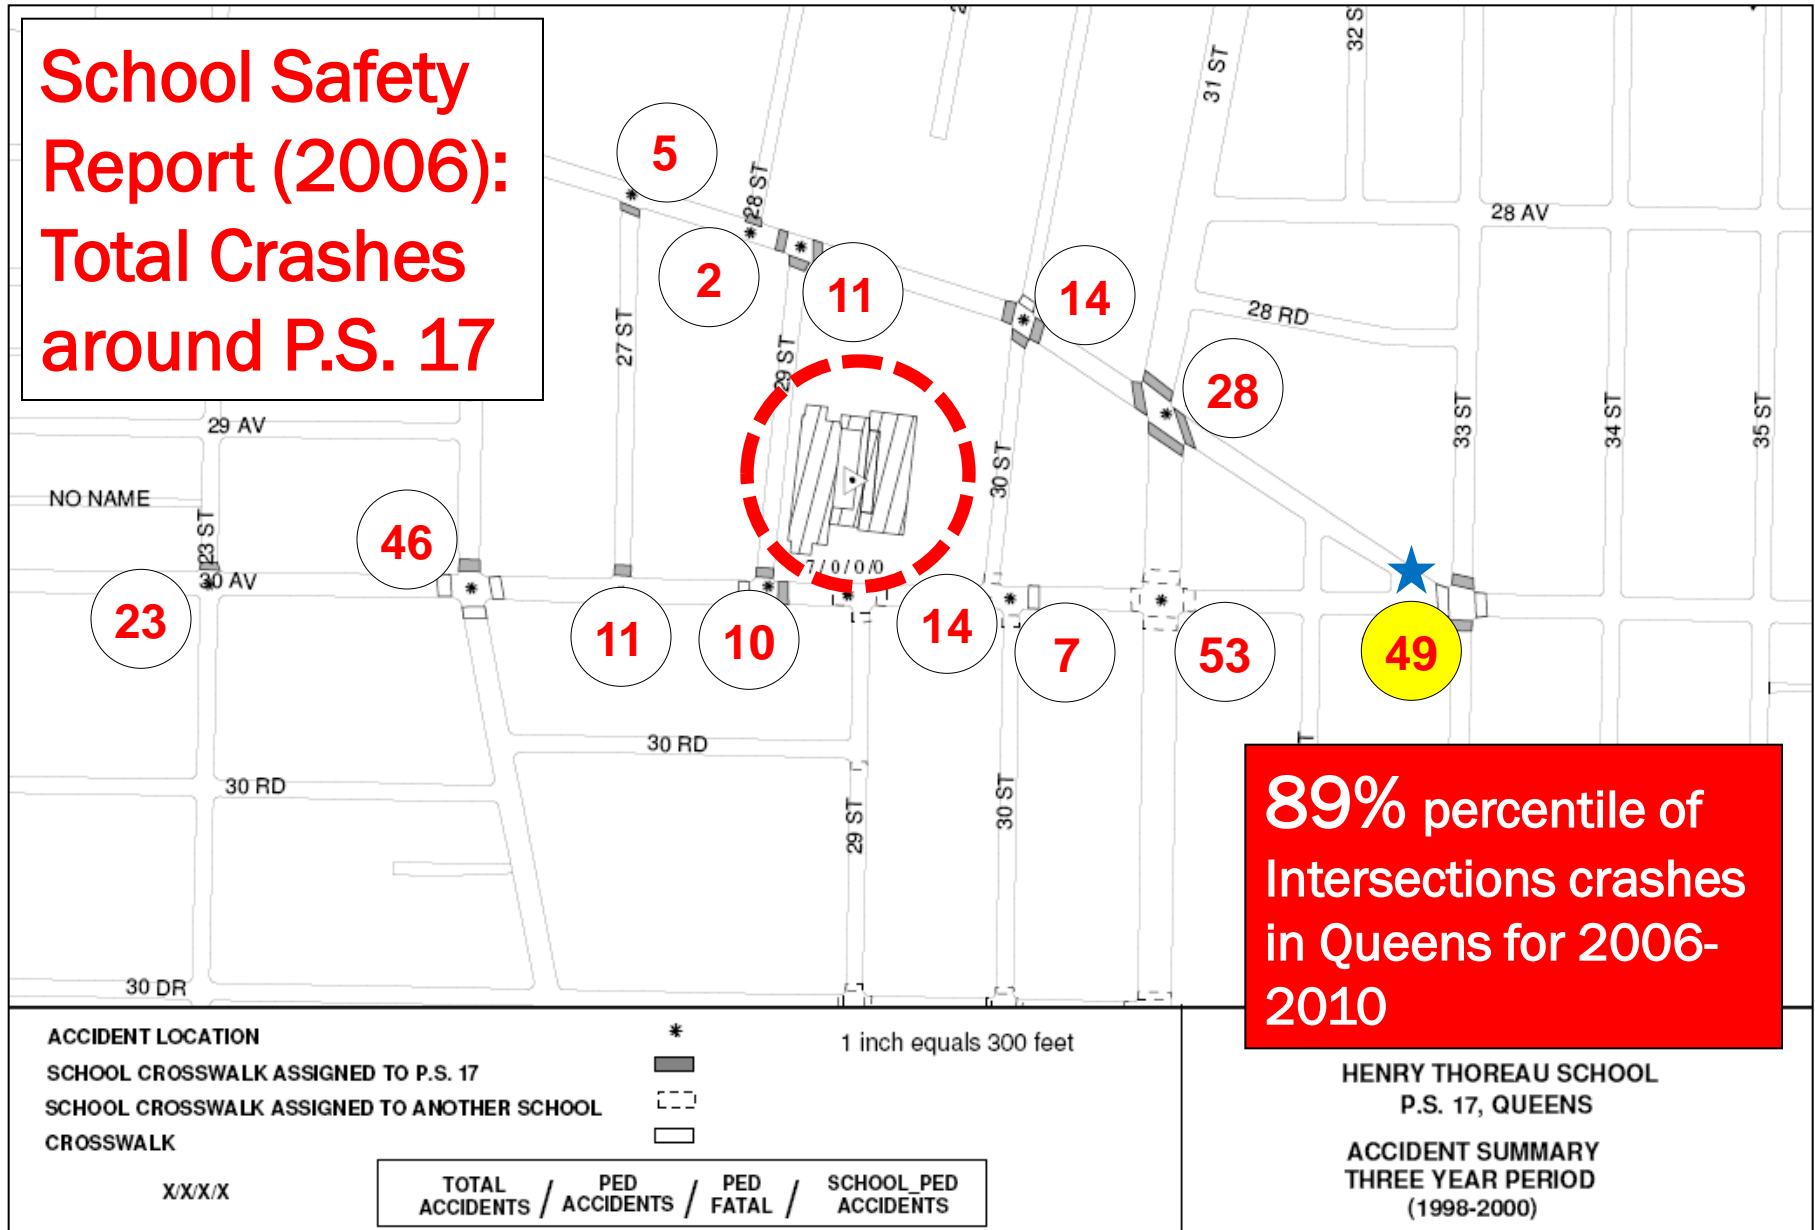 School Safety
Report (2006):
Total Crashes
around P.S. 17
5
2
11
14
28
46
23
11
10
14
7
53
49
28 ST
31 ST
28 AV
28 RD
27 ST
29 ST
30 ST
33 ST
34 ST
35 ST
29 AV
NO NAME
23 ST
30 AV
7/0/0/0
30 RD
30 RD
29 ST
30 ST
30 DR
89% percentile of
Intersections crashes
in Queens for 2006-
2010
ACCIDENT LOCATION
SCHOOL CROSSWALK ASSIGNED TO P.S. 17
SCHOOL CROSSWALK ASSIGNED TO ANOTHER SCHOOL
CROSSWALK
X/X/X/X
1 inch equals 300 feet
TOTAL ACCIDENTS / PED ACCIDENTS / PED FATAL / SCHOOL_PED ACCIDENTS
HENRY THOREAU SCHOOL
P.S. 17, QUEENS
ACCIDENT SUMMARY
THREE YEAR PERIOD
(1998-2000)